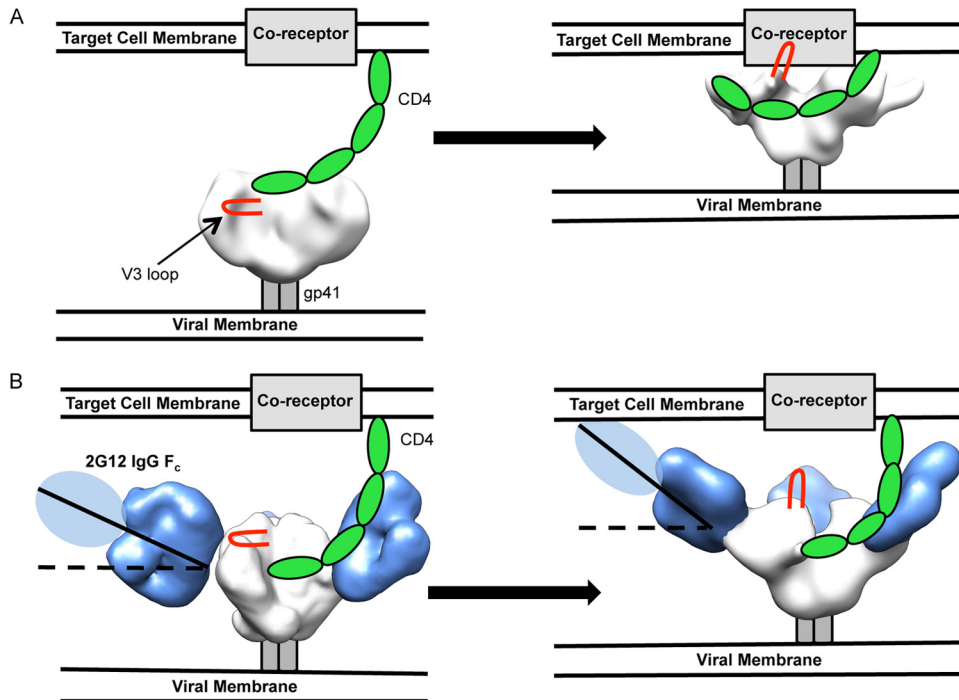 A
Target Cell Membrane
Co-receptor
CD4
V3 loop
gp41
Viral Membrane
Target Cell Membrane
Co-receptor
Viral Membrane
B
Target Cell Membrane
Co-receptor
CD4
2G12 IgG Fc
Viral Membrane
Target Cell Membrane
Co-receptor
Viral Membrane